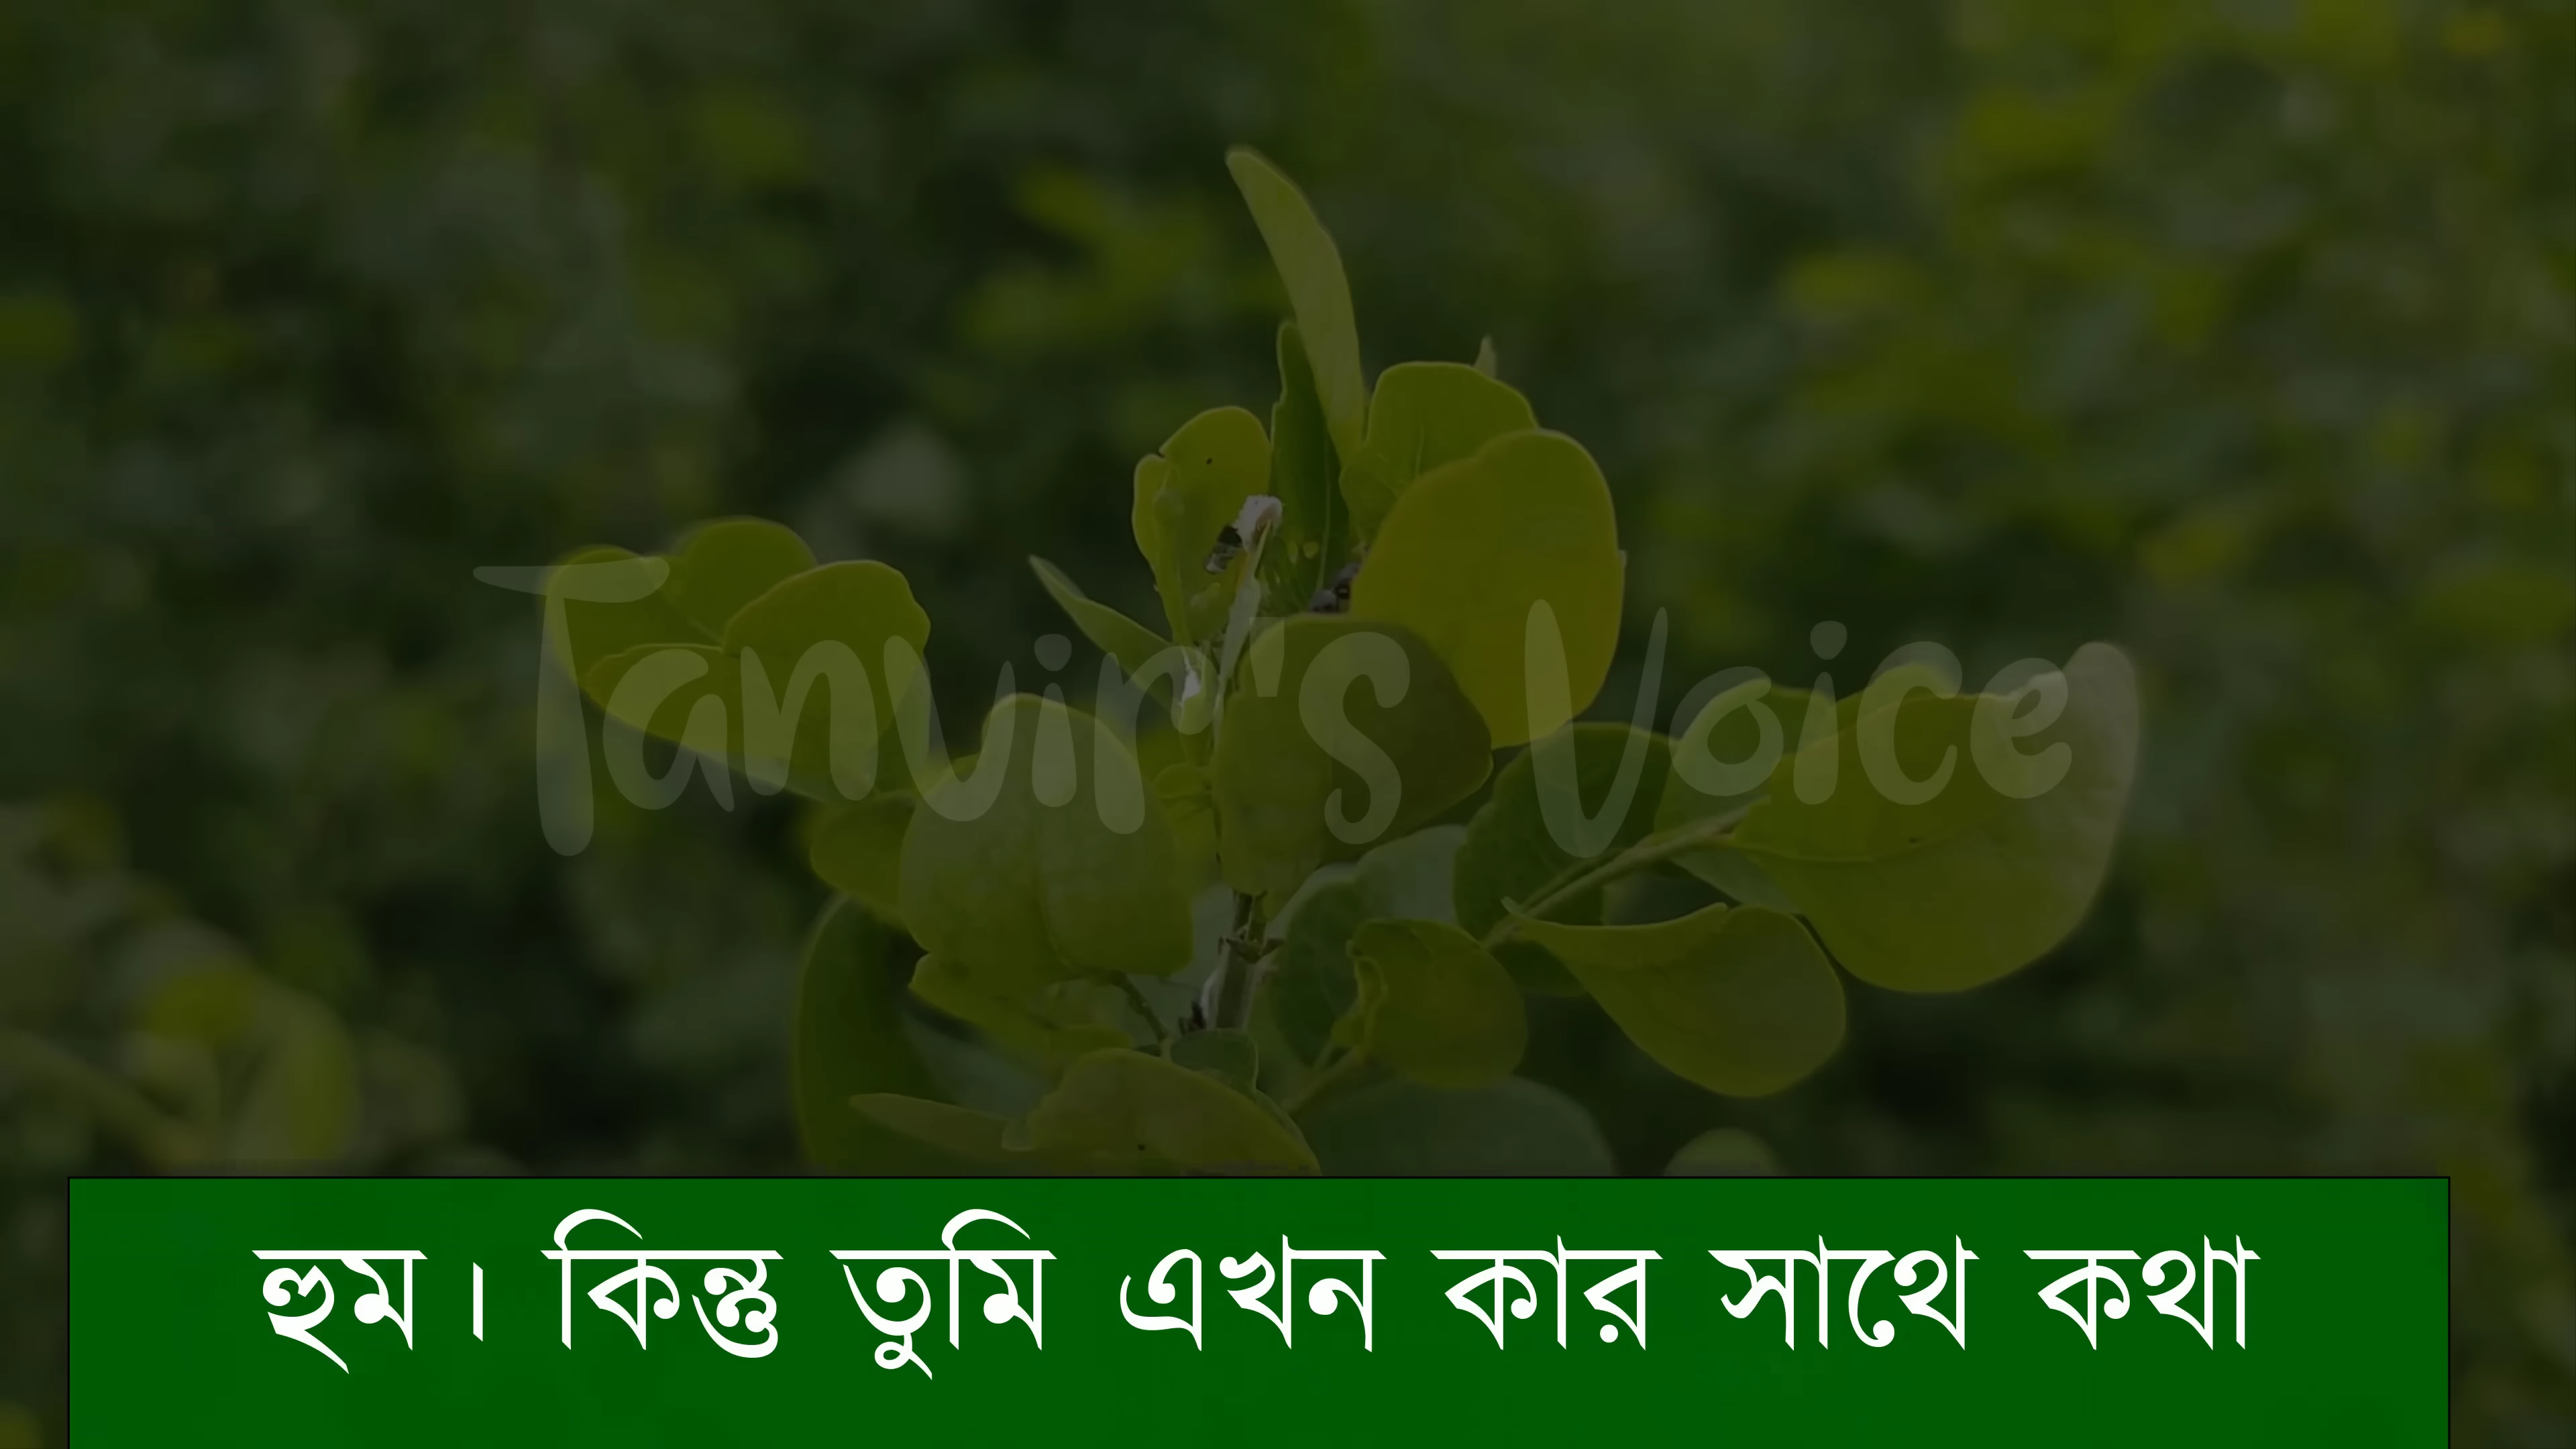 Tanvir's Voice
হুম। কিন্তু তুমি এখন কার সাথে কথা